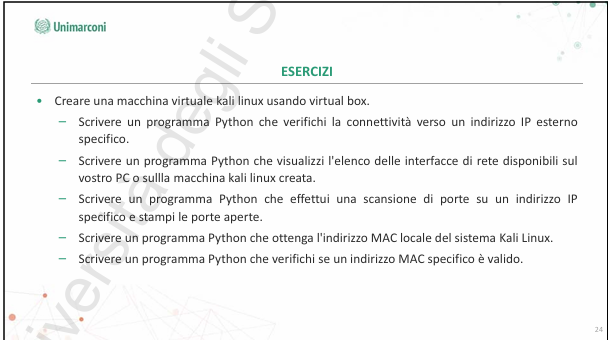 Unimarconi
ESERCIZI
• Creare una macchina virtuale kali linux usando virtual box.
– Scrivere un programma Python che verifichi la connettività verso un indirizzo IP esterno
specifico.
– Scrivere un programma Python che visualizzi l'elenco delle interfacce di rete disponibili sul
vostro PC o sullla macchina kali linux creata.
– Scrivere un programma Python che effettui una scansione di porte su un indirizzo IP
specifico e stampi le porte aperte.
– Scrivere un programma Python che ottenga l'indirizzo MAC locale del sistema Kali Linux.
– Scrivere un programma Python che verifichi se un indirizzo MAC specifico è valido.
24